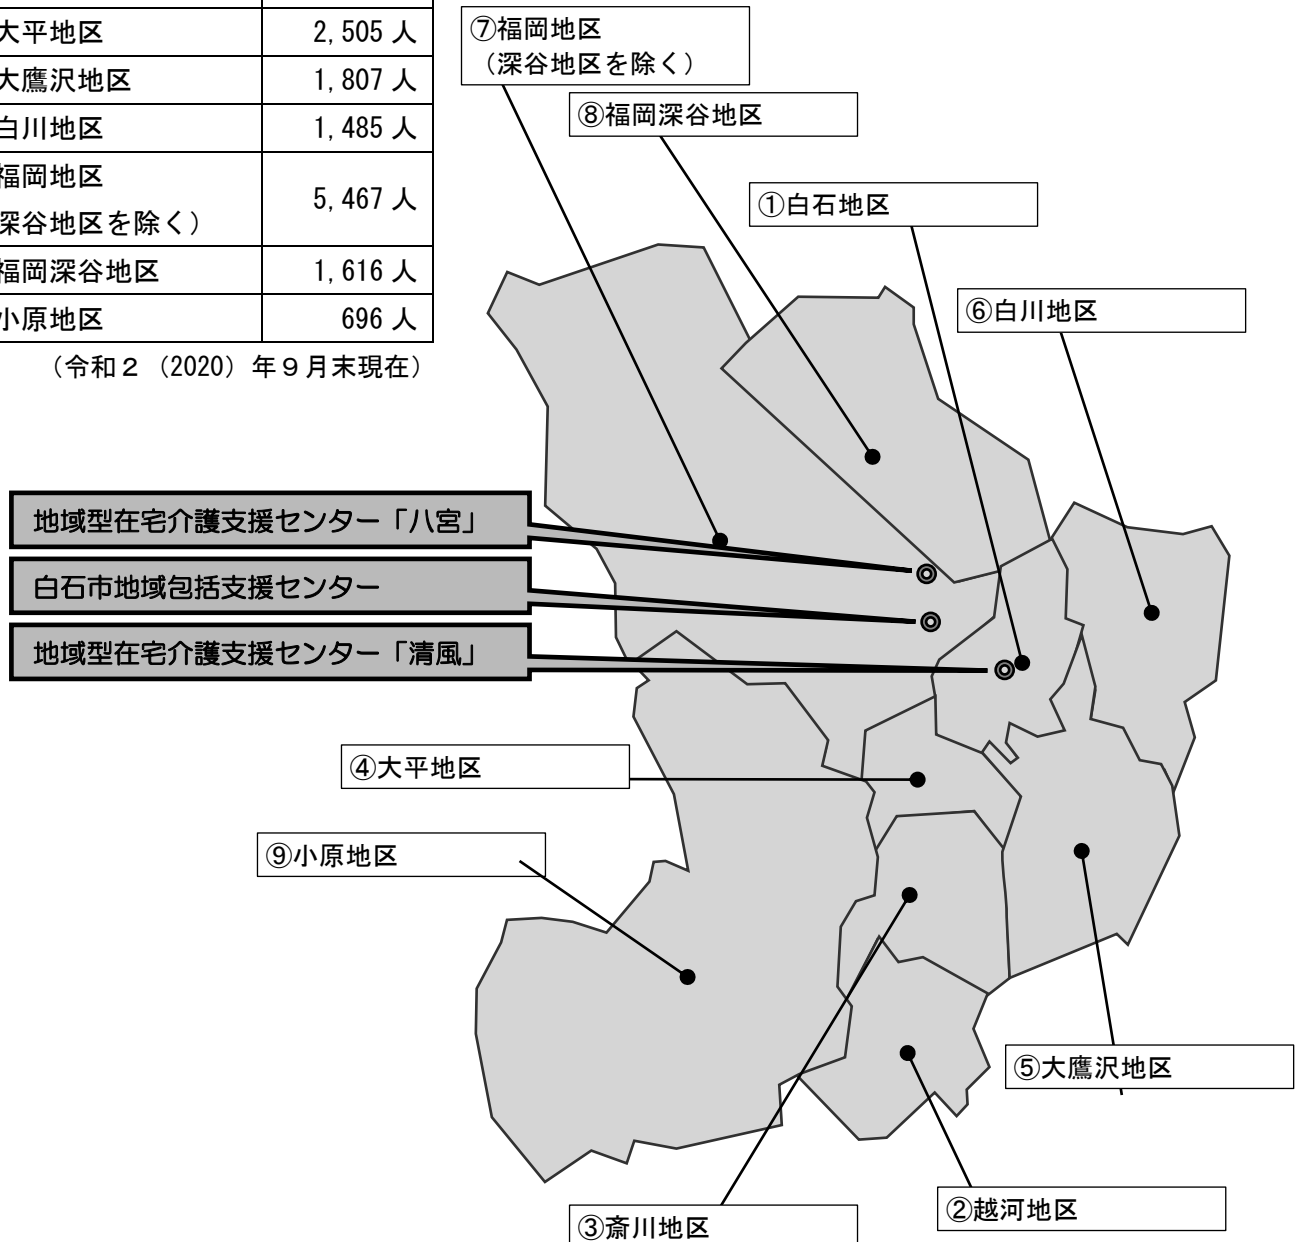 大平地区 2,505 人
大鷹沢地区 1,807 人
白川地区 1,485 人
福岡地区
深谷地区を除く） 5,467 人
福岡深谷地区 1,616 人
小原地区 696 人
（令和２（2020）年９月末現在）
⑦福岡地区
（深谷地区を除く）
⑧福岡深谷地区
①白石地区
⑥白川地区
地域型在宅介護支援センター「八宮」
白石市地域包括支援センター
地域型在宅介護支援センター「清風」
④大平地区
⑨小原地区
⑤大鷹沢地区
②越河地区
③斎川地区